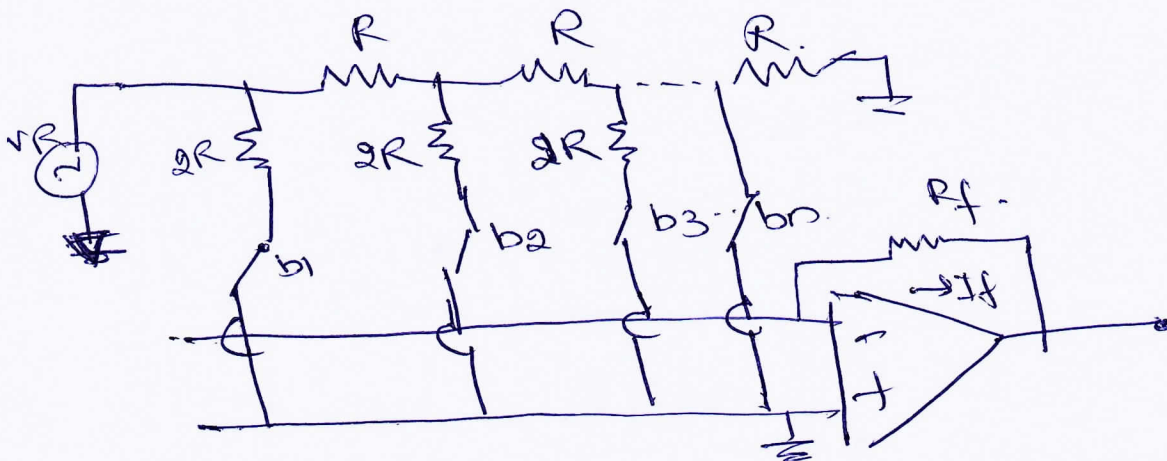 R R R.
VR 2R 2R 2R
b1 b2 b3 bn.
Rf.
→If
-
+